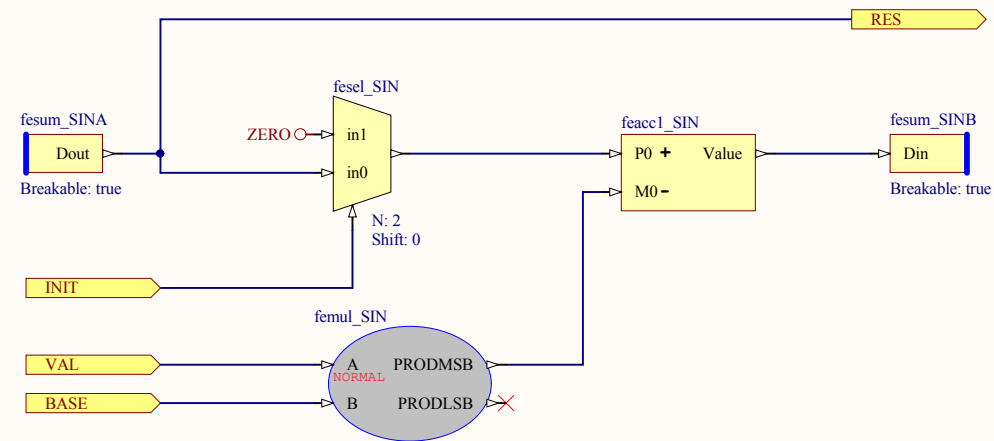 RES
fesel_SIN
fesum_SINA
feacc1_SIN
fesum_SINB
ZERO
in1
Dout
P0 +
Value
Din
in0
Breakable: true
M0 -
Breakable: true
N: 2
Shift: 0
INIT
femul_SIN
VAL
A
PRODMSB
NORMAL
BASE
B
PRODLSB